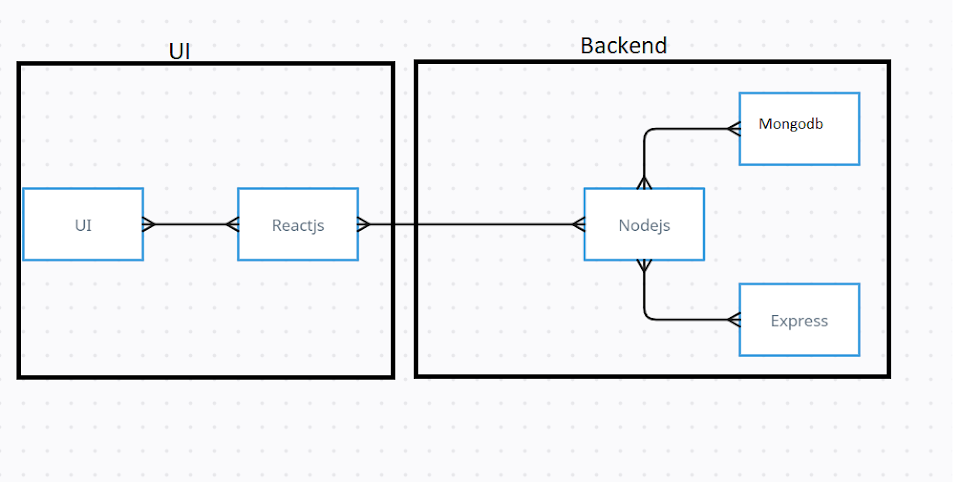 UI
Backend
Mongodb
UI
Reactjs
Nodejs
Express